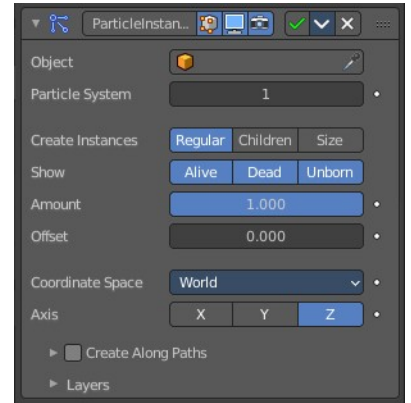 ParticleInstan...
Object
Particle System 1
Create Instances Regular Children Size
Show Alive Dead Unborn
Amount 1.000
Offset 0.000
Coordinate Space World
Axis X Y Z
Create Along Paths
Layers